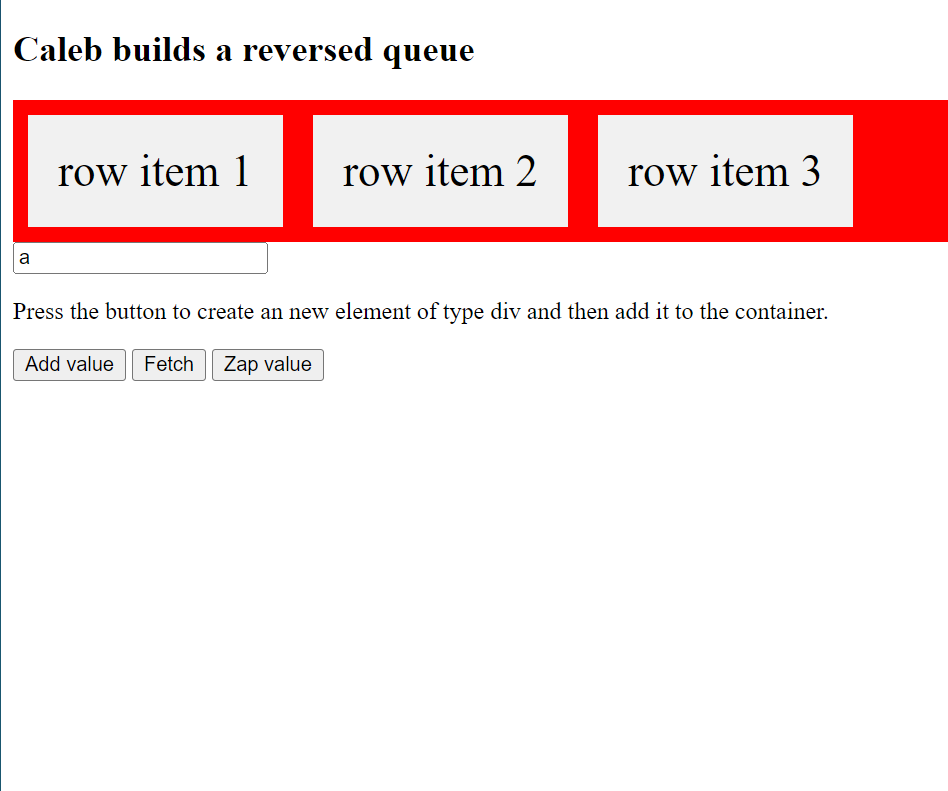 Caleb builds a reversed queue
row item 1 row item 2 row item 3
a
Press the button to create an new element of type div and then add it to the container.
Add value Fetch Zap value